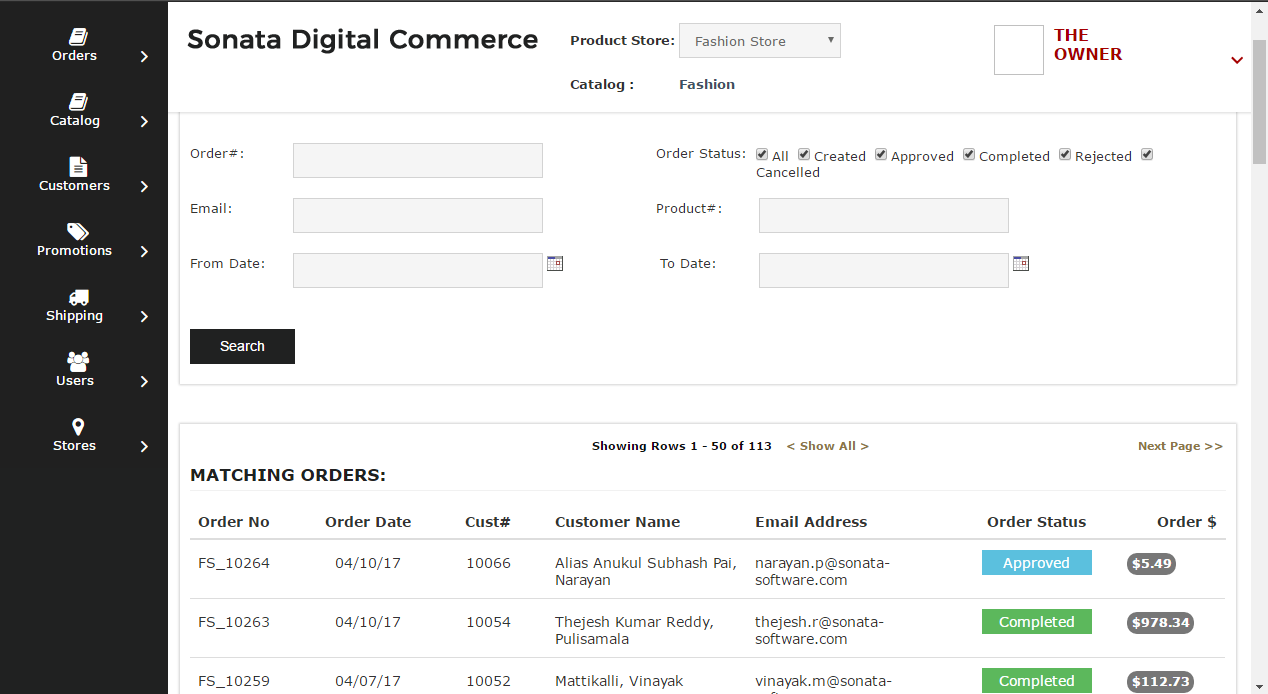 Orders
Catalog
Customers
Promotions
Shipping
Users
Stores
Sonata Digital Commerce
Product Store: Fashion Store
Catalog : Fashion
THE
OWNER
Order#:
Order Status: All Created Approved Completed Rejected
Cancelled
Email:
Product#:
From Date:
To Date:
Search
Showing Rows 1 - 50 of 113 < Show All >
Next Page >>
MATCHING ORDERS:
Order No Order Date Cust# Customer Name Email Address Order Status Order $
FS_10264 04/10/17 10066 Alias Anukul Subhash Pai, narayan.p@sonata- Approved $5.49
Narayan software.com
FS_10263 04/10/17 10054 Thejesh Kumar Reddy, thejesh.r@sonata- Completed $978.34
Pulisamala software.com
FS_10259 04/07/17 10052 Mattikalli, Vinayak vinayak.m@sonata- Completed $112.73